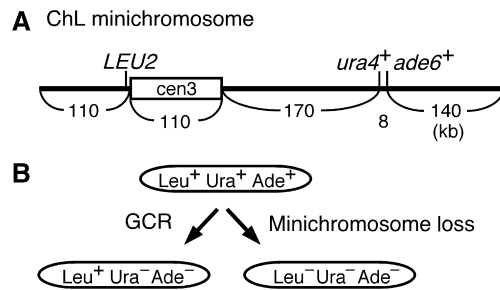 A ChL minichromosome
LEU2 ura4+ ade6+
cen3
110 110 170 8 140
(kb)
B
Leu+ Ura+ Ade+
GCR Minichromosome loss
Leu+ Ura−Ade− Leu−Ura−Ade−